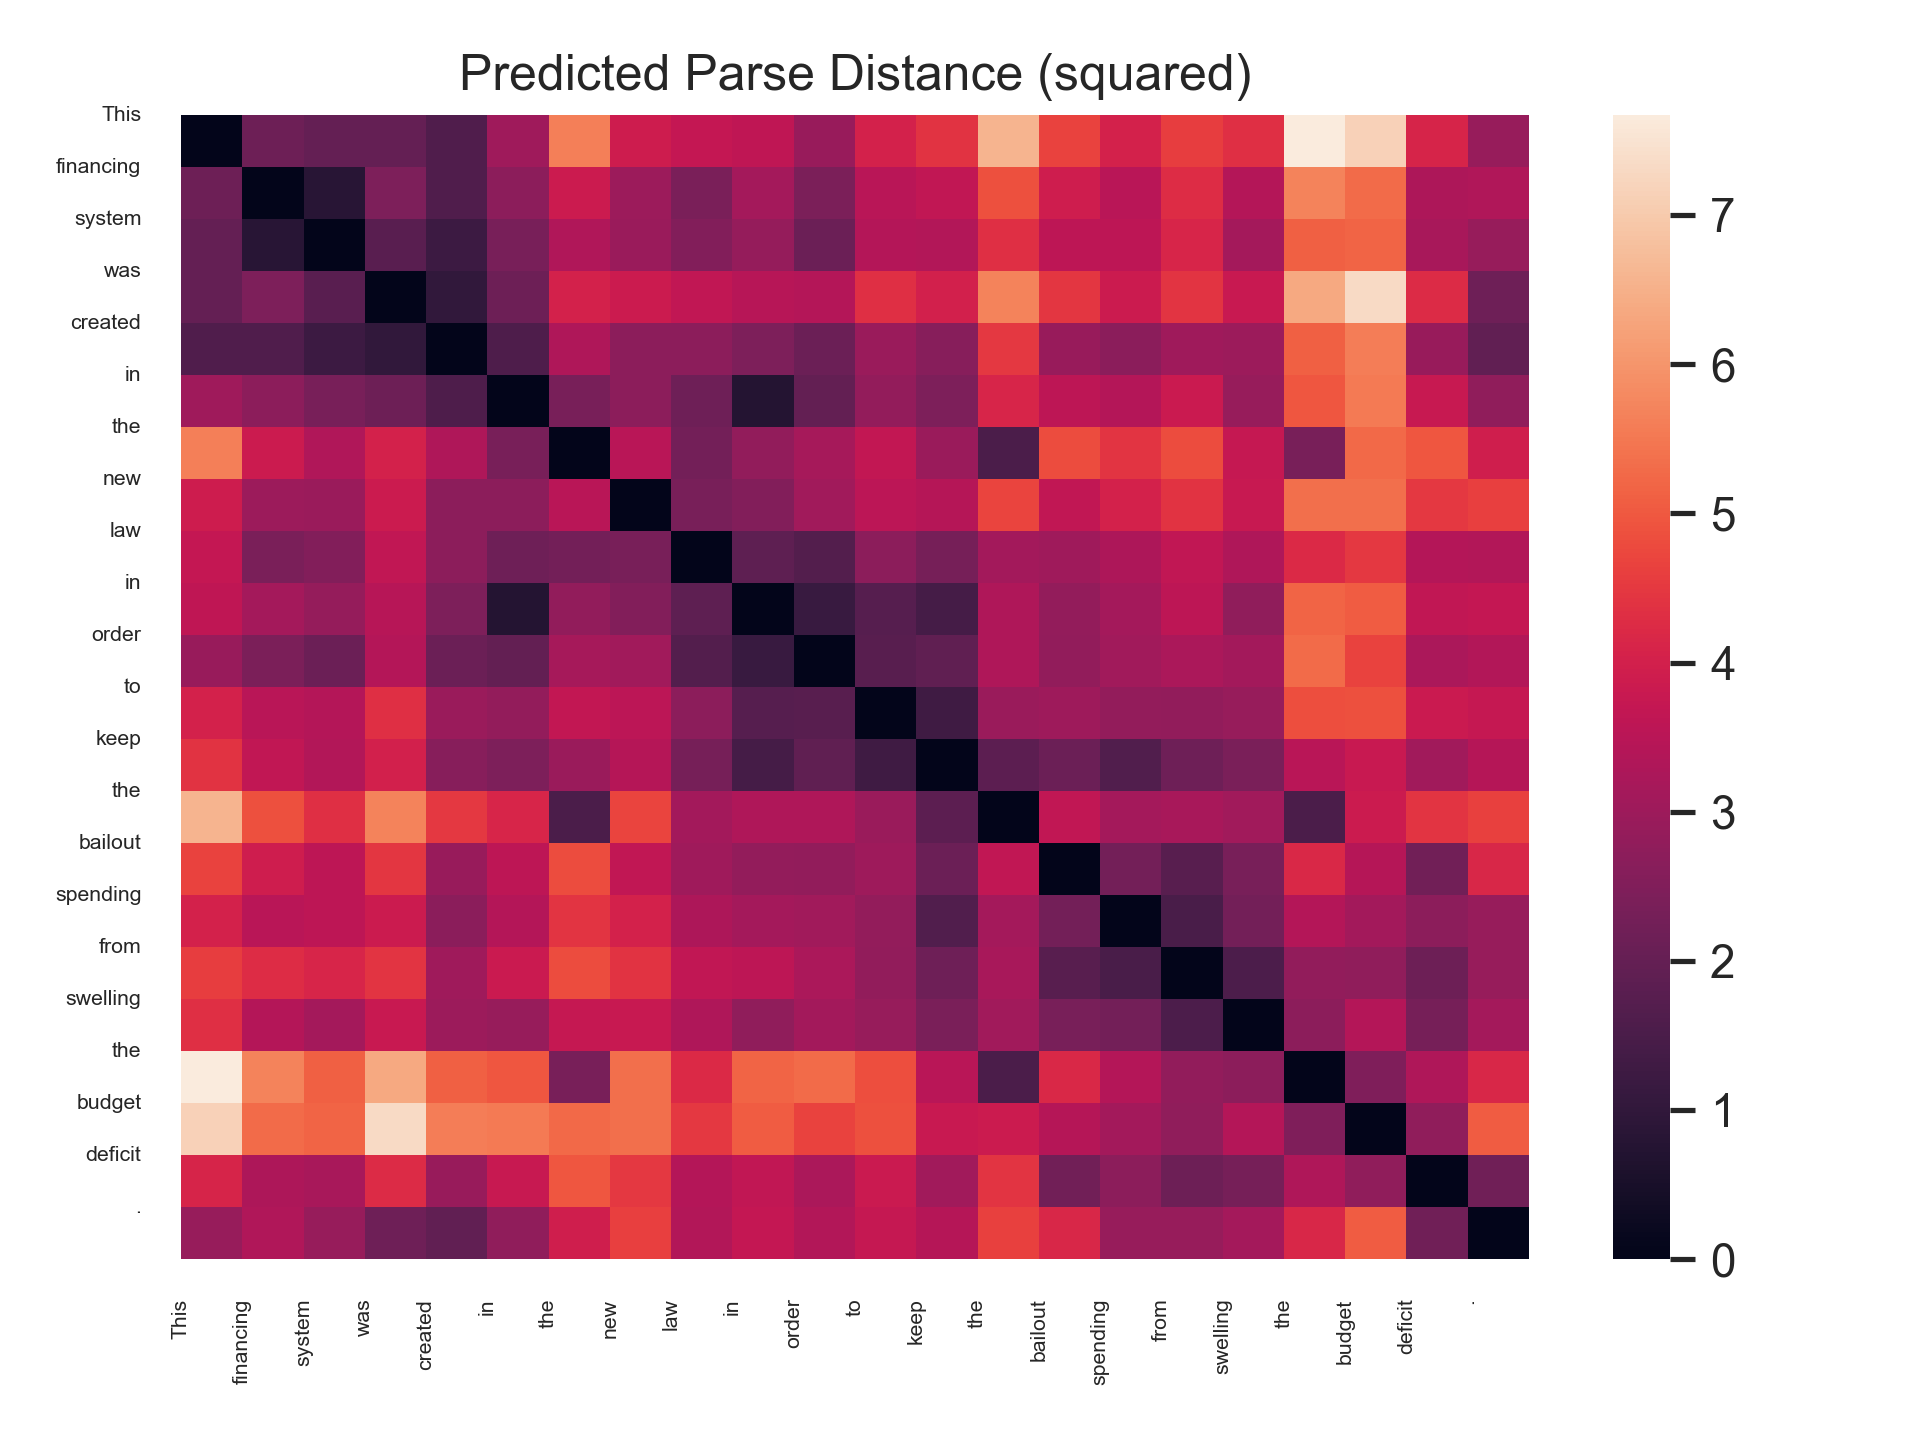 Predicted Parse Distance (squared)
This
financing
system
was
created
in
the
new
law
in
order
to
keep
the
bailout
spending
from
swelling
the
budget
deficit
.
7
6
5
4
3
2
1
0
This
financing
system
was
created
in
the
new
law
in
order
to
keep
the
bailout
spending
from
swelling
the
budget
deficit
.